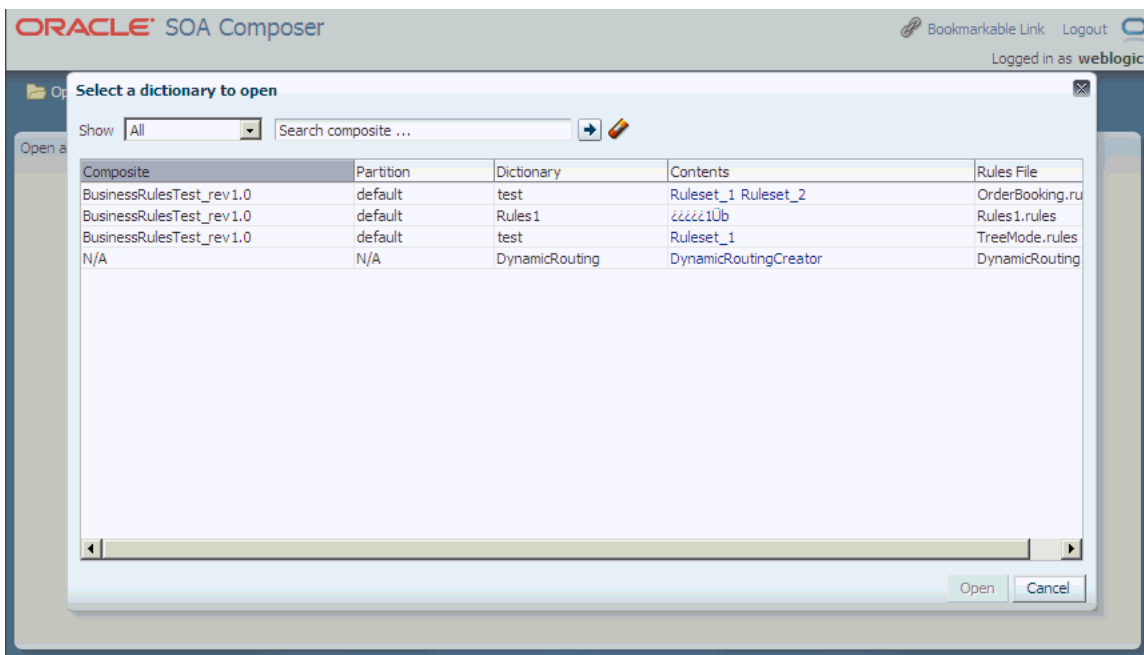 ORACLE SOA Composer
Bookmarkable Link Logout
Logged in as weblogic
Op
Select a dictionary to open
Show All Search composite ...
Open a
Composite Partition Dictionary Contents Rules File
BusinessRulesTest_rev1.0 default test Ruleset_1 Ruleset_2 OrderBooking.ru
BusinessRulesTest_rev1.0 default Rules1 ¿¿¿¿¿1Üb Rules1.rules
BusinessRulesTest_rev1.0 default test Ruleset_1 TreeMode.rules
N/A N/A DynamicRouting DynamicRoutingCreator DynamicRouting
Open Cancel